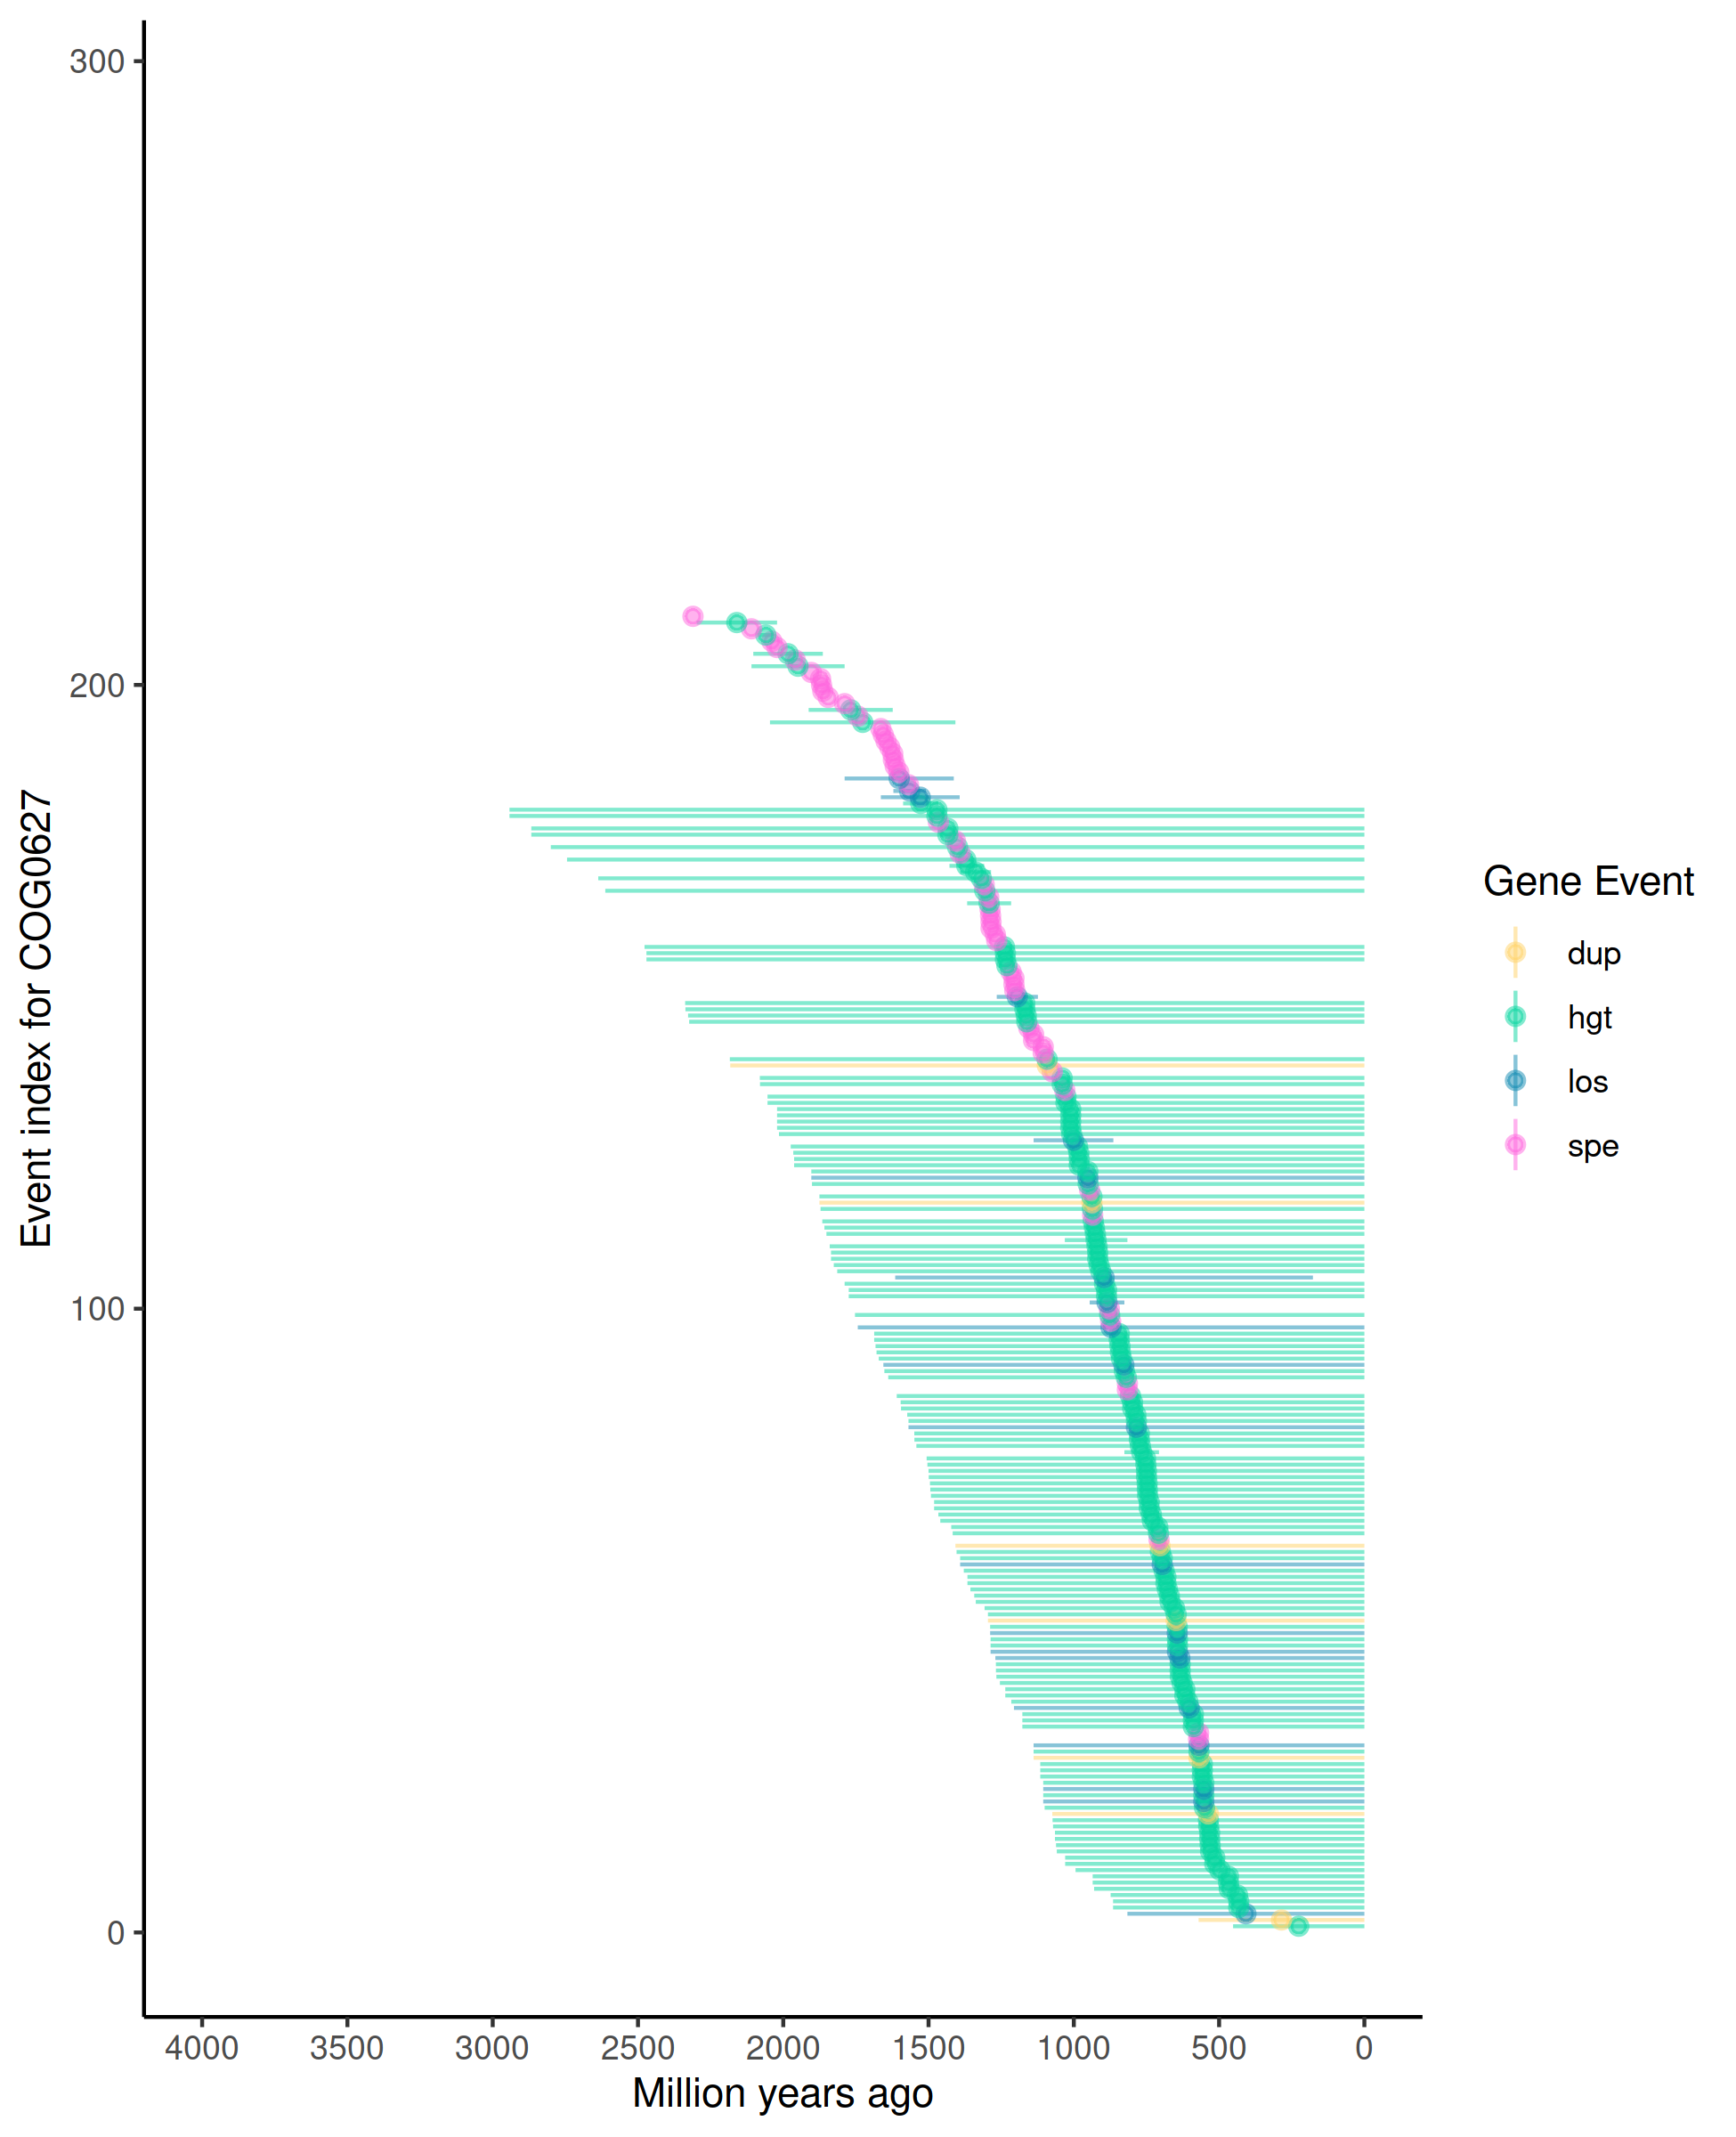 300
200
100
0
Event index for COG0627
4000 3500 3000 2500 2000 1500 1000 500 0
Million years ago
Gene Event
dup
hgt
los
spe